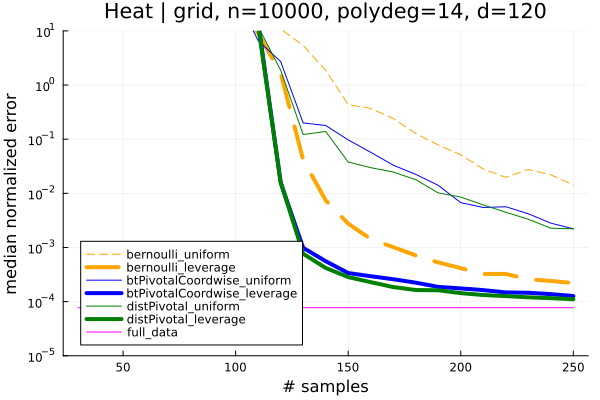 Heat | grid, n=10000, polydeg=14, d=120
10¹
10⁰
10⁻¹
10⁻²
10⁻³
10⁻⁴
10⁻⁵
median normalized error
bernoulli_uniform
bernoulli_leverage
btPivotalCoordwise_uniform
btPivotalCoordwise_leverage
distPivotal_uniform
distPivotal_leverage
full_data
50 100 150 200 250
# samples